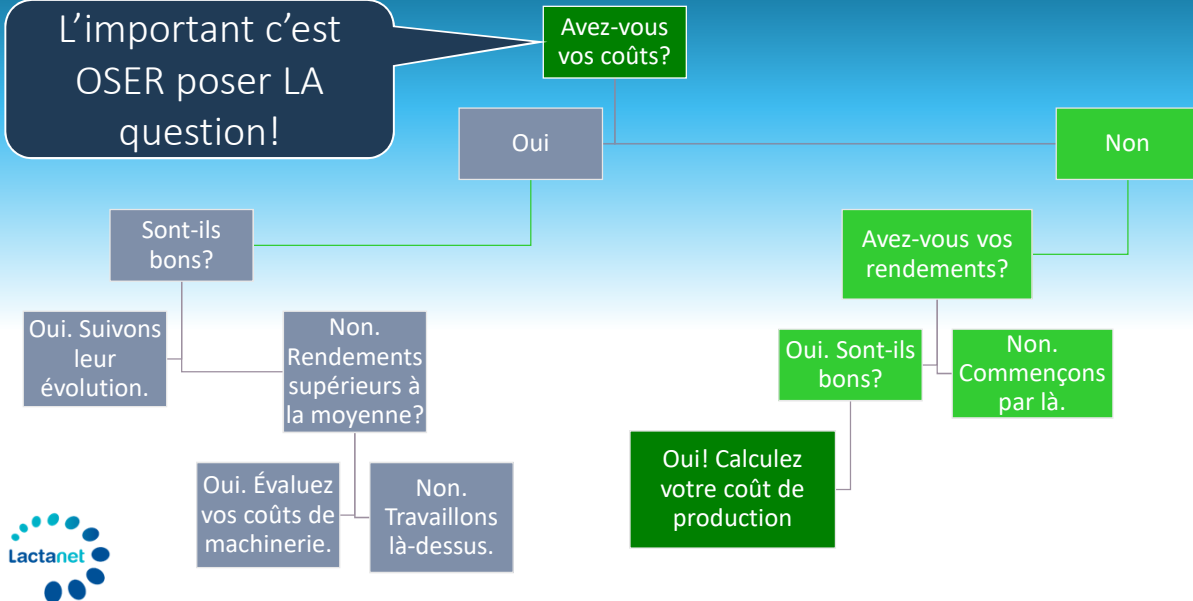 L'important c'est
OSER poser LA
question!
Avez-vous
vos coûts?
Oui
Non
Sont-ils
bons?
Avez-vous vos
rendements?
Oui. Suivons
leur
évolution.
Non.
Rendements
supérieurs à
la moyenne?
Oui. Sont-ils
bons?
Non.
Commençons
par là.
Oui. Évaluez
vos coûts de
machinerie.
Non.
Travaillons
là-dessus.
Oui! Calculez
votre coût de
production
Lactanet